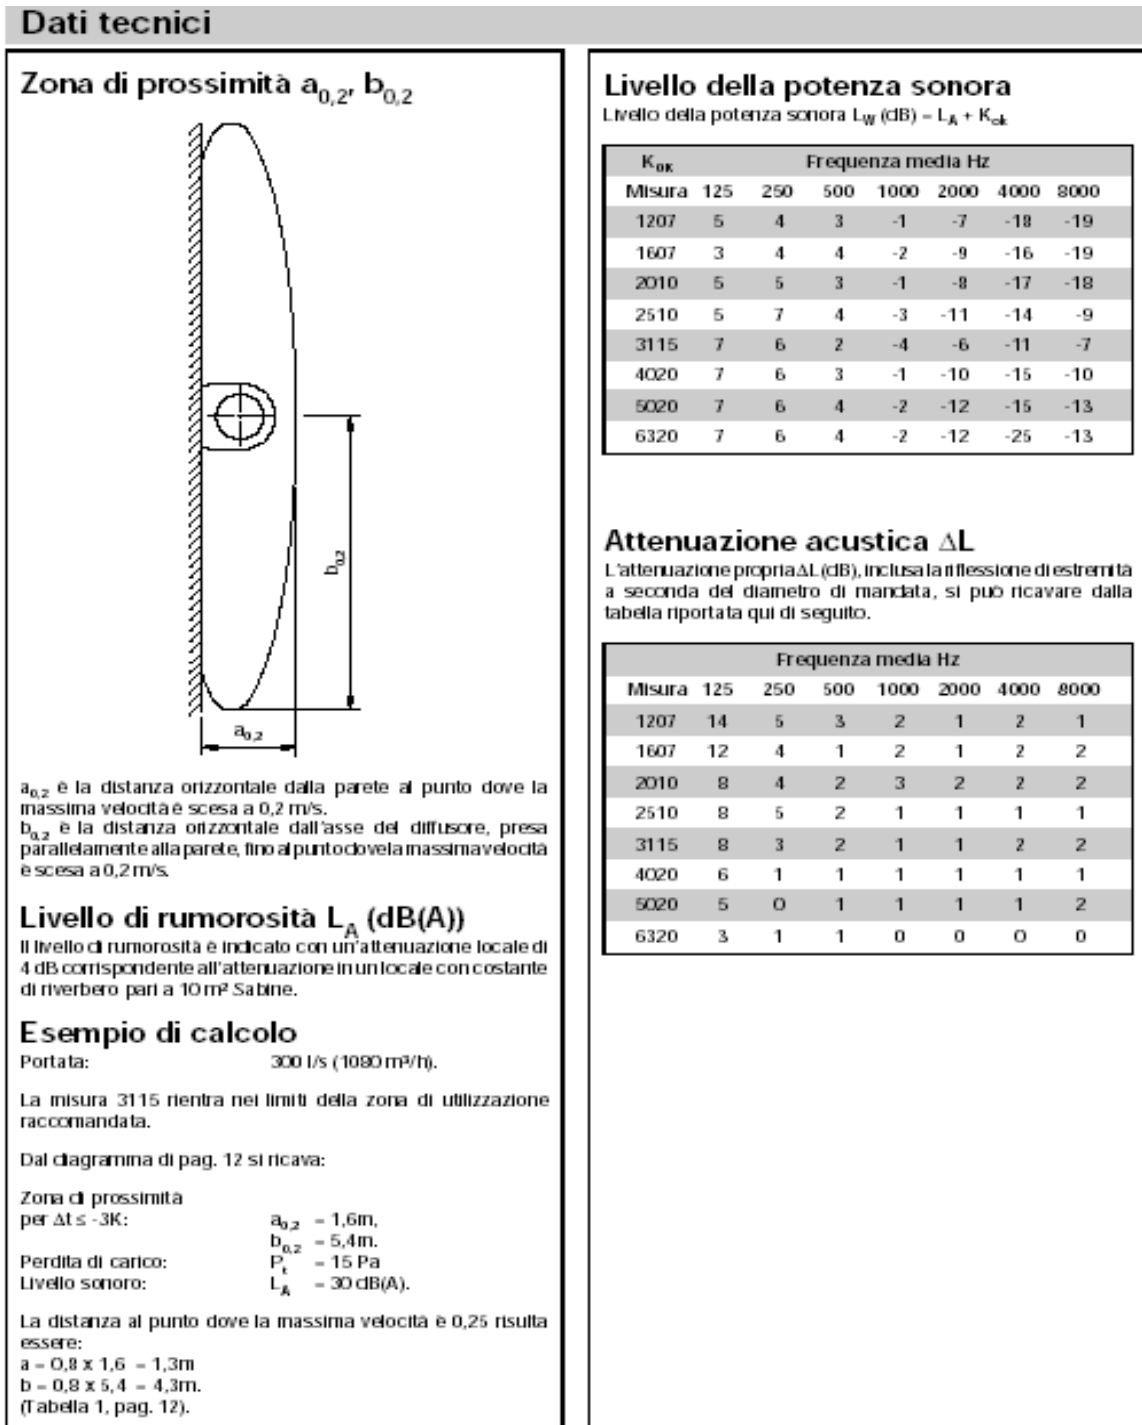 Dati tecnici
Zona di prossimità a0,2, b0,2
b0,2
a0,2
a0,2 è la distanza orizzontale dalla parete al punto dove la
massima velocità è scesa a 0,2 m/s.
b0,2 è la distanza orizzontale dall'asse del diffusore, presa
parallelamente alla parete, fino al punto dove la massima velocità
è scesa a 0,2 m/s.
Livello di rumorosità LA (dB(A))
Il livello di rumorosità è indicato con un'attenuazione locale di
4 dB corrispondente all'attenuazione in un locale con costante
di riverbero pari a 10 m² Sabine.
Esempio di calcolo
Portata: 300 l/s (1080 m³/h).
La misura 3115 rientra nei limiti della zona di utilizzazione
raccomandata.
Dal diagramma di pag. 12 si ricava:
Zona di prossimità
per Δt ≤ -3K: a0,2 = 1,6m,
b0,2 = 5,4m.
Perdita di carico: Pt = 15 Pa
Livello sonoro: LA = 30 dB(A).
La distanza al punto dove la massima velocità è 0,25 risulta
essere:
a = 0,8 x 1,6 = 1,3m
b = 0,8 x 5,4 = 4,3m.
(Tabella 1, pag. 12).
Livello della potenza sonora
Livello della potenza sonora LW (dB) = LA + Kok
KOK Frequenza media Hz
Misura 125 250 500 1000 2000 4000 8000
1207 5 4 3 -1 -7 -18 -19
1607 3 4 4 -2 -9 -16 -19
2010 5 5 3 -1 -8 -17 -18
2510 5 7 4 -3 -11 -14 -9
3115 7 6 2 -4 -6 -11 -7
4020 7 6 3 -1 -10 -15 -10
5020 7 6 4 -2 -12 -15 -13
6320 7 6 4 -2 -12 -25 -13
Attenuazione acustica ΔL
L'attenuazione propria ΔL (dB), inclusa la riflessione di estremità
a seconda del diametro di mandata, si può ricavare dalla
tabella riportata qui di seguito.
Frequenza media Hz
Misura 125 250 500 1000 2000 4000 8000
1207 14 5 3 2 1 2 1
1607 12 4 1 2 1 2 2
2010 8 4 2 3 2 2 2
2510 8 5 2 1 1 1 1
3115 8 3 2 1 1 2 2
4020 6 1 1 1 1 1 1
5020 5 0 1 1 1 1 2
6320 3 1 1 0 0 0 0